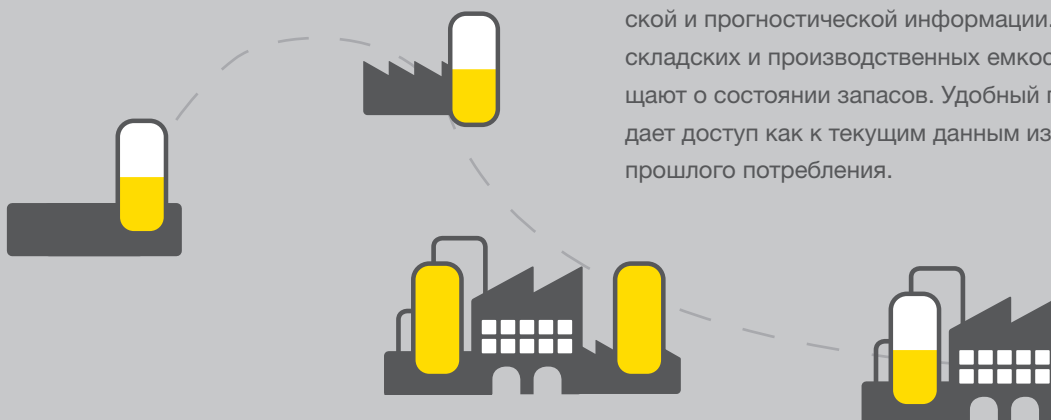 ской и прогностической информации.
складских и производственных емкос
щают о состоянии запасов. Удобный п
дает доступ как к текущим данным из
прошлого потребления.